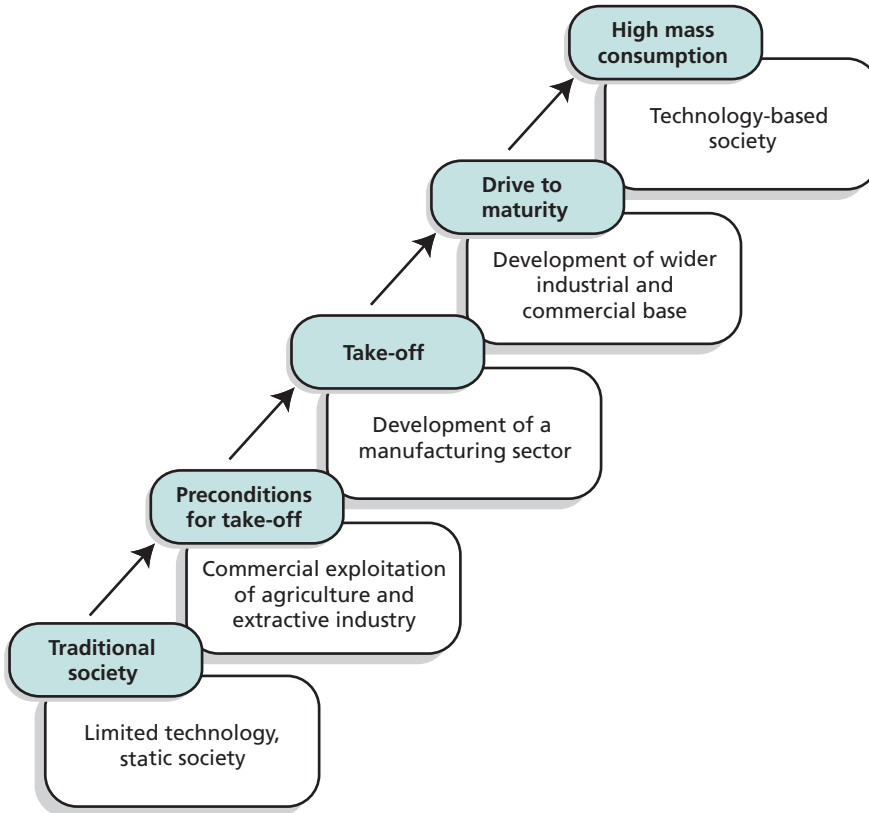 High mass
consumption
Technology-based
society
Drive to
maturity
Development of wider
industrial and
commercial base
Take-off
Development of a
manufacturing sector
Preconditions
for take-off
Commercial exploitation
of agriculture and
extractive industry
Traditional
society
Limited technology,
static society